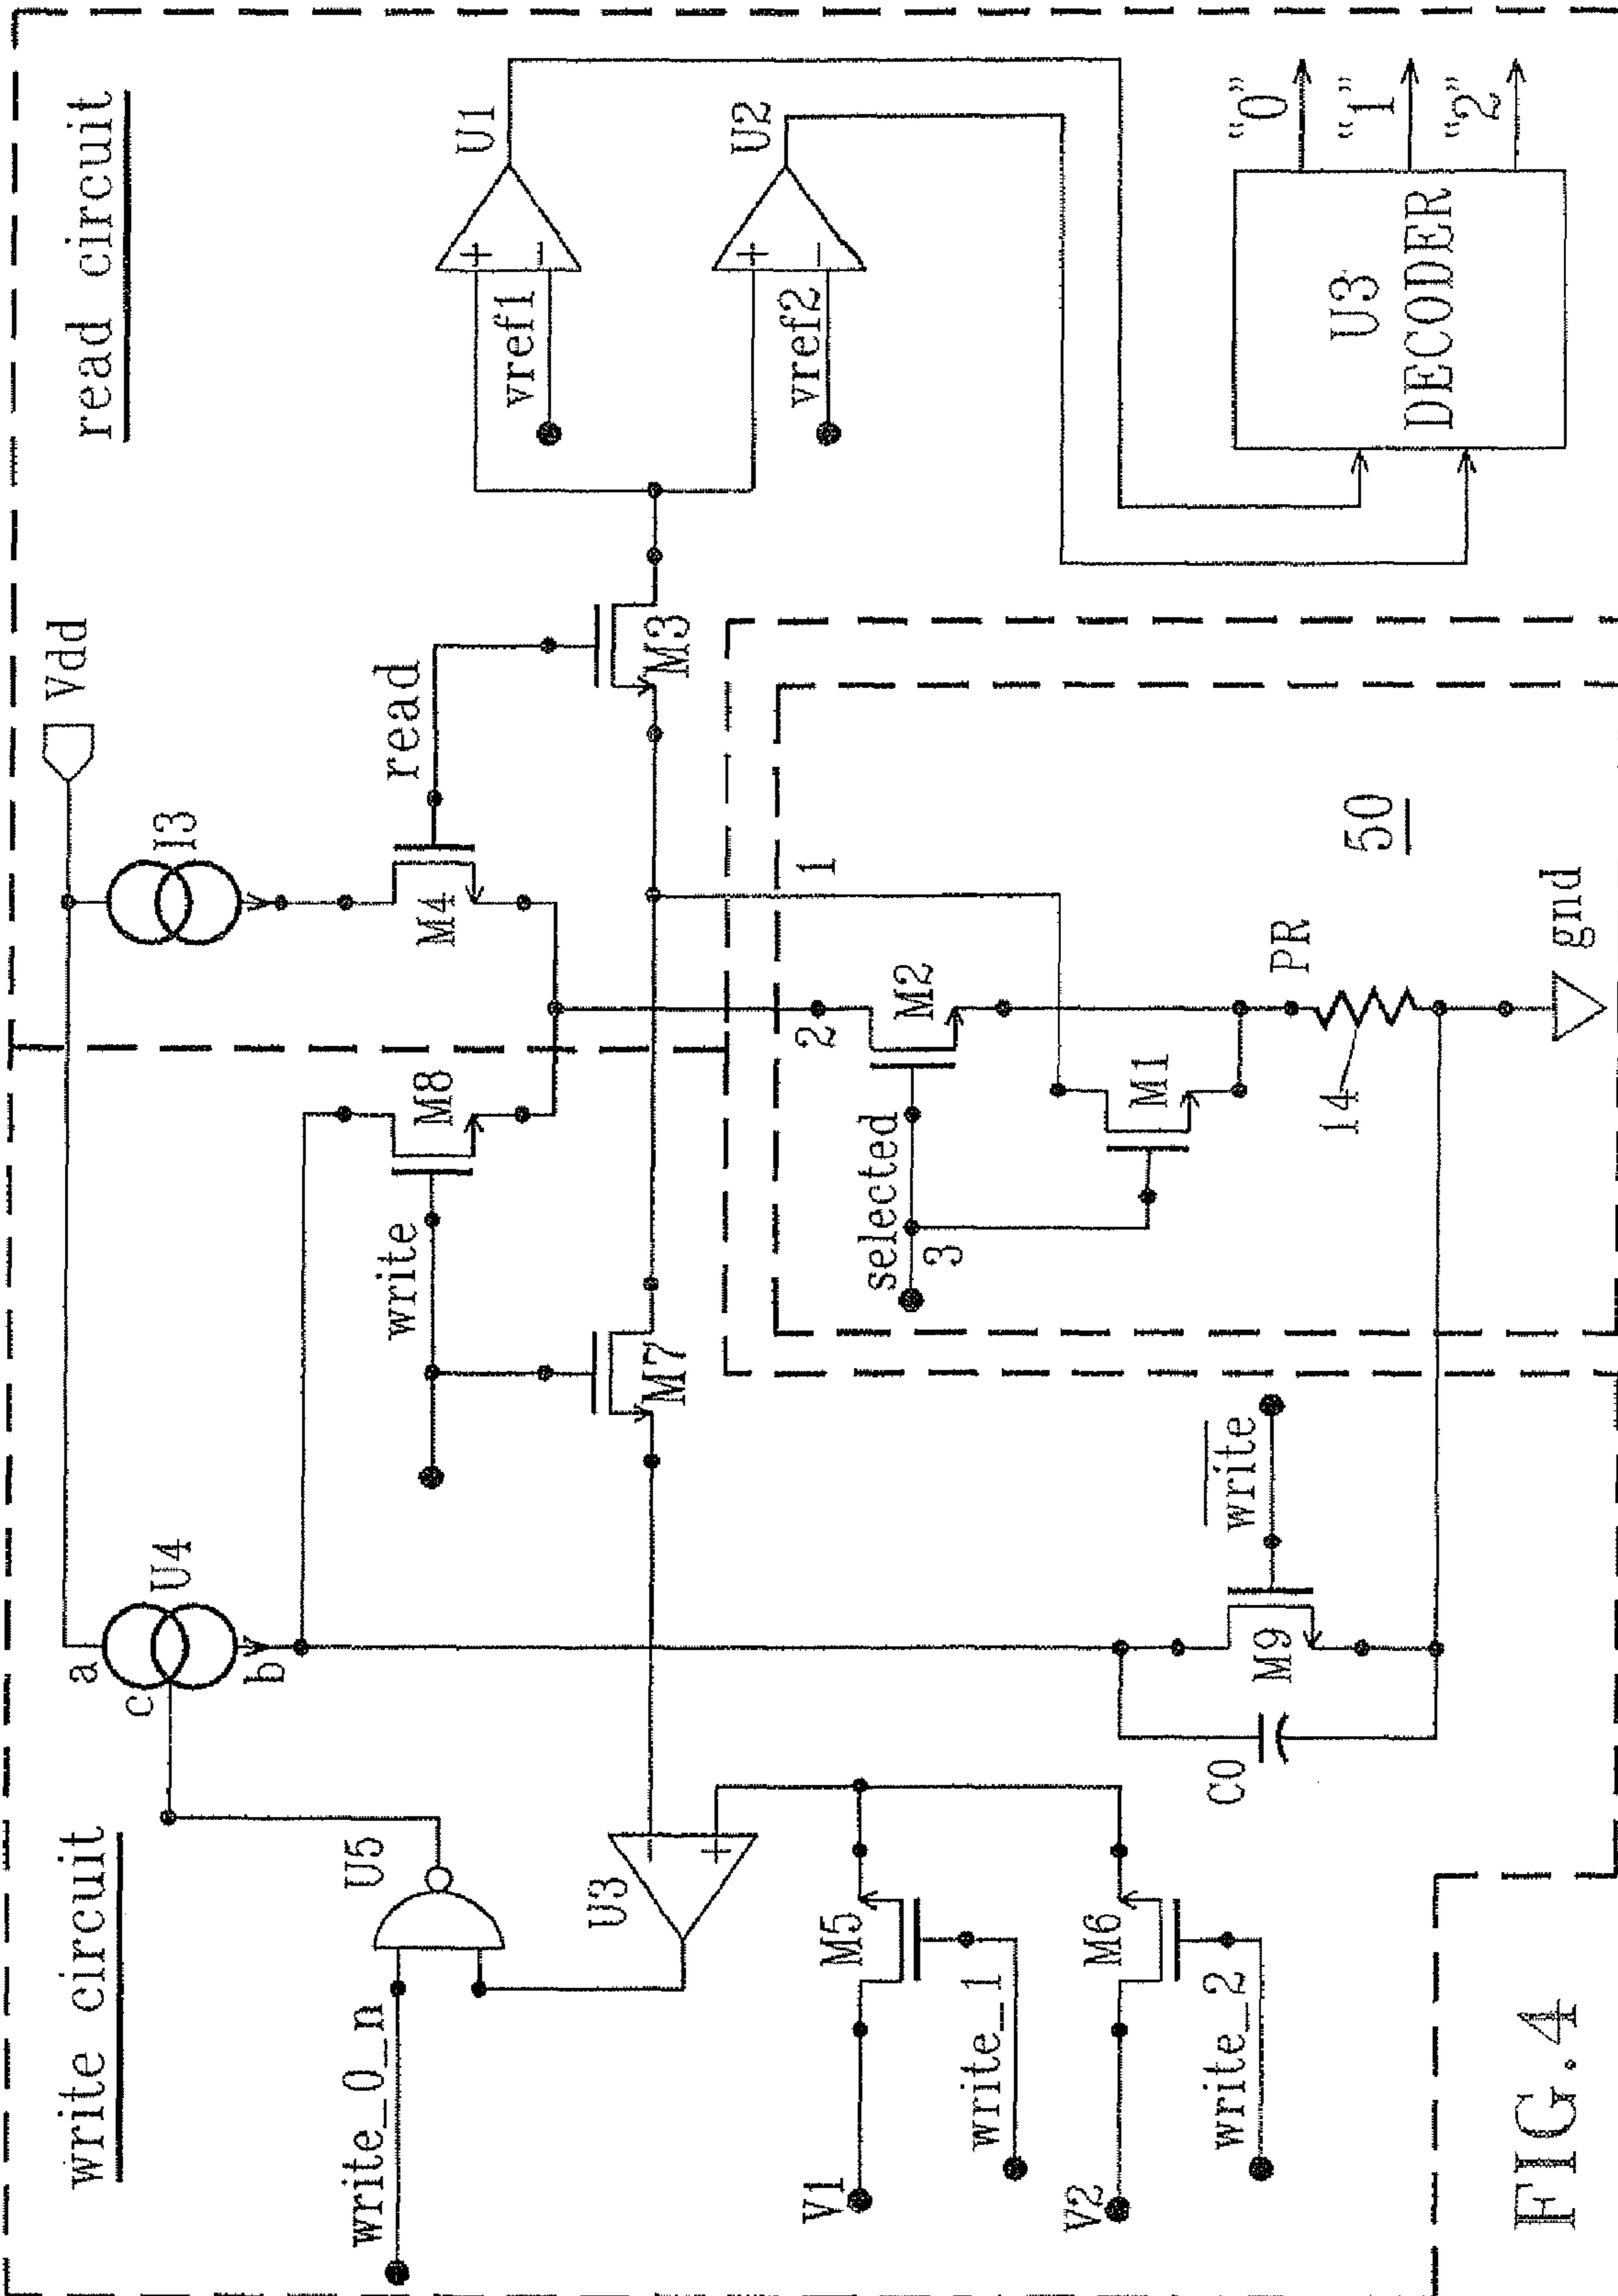 write circuit
read circuit
Vdd
a
U4
c
b
I3
U5
write_0_n
write
M8
M4
read
U1
+
-
vref1
M7
M3
U3
-
+
U2
+
-
vref2
1
2
V1
M5
write_1
selected
3
M2
V2
M6
write_2
C0
M9
write
M1
PR
14
50
gnd
U3
DECODER
"0"
"1"
"2"
FIG.4